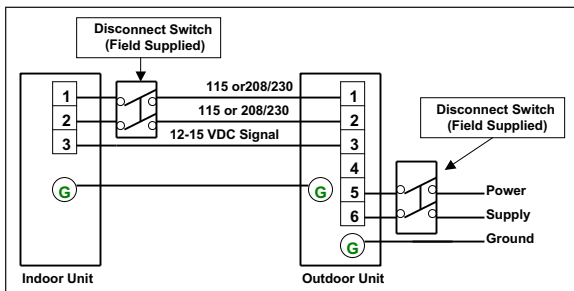 Disconnect Switch
(Field Supplied)
115 or208/230
1
1
115 or 208/230
2
2
12-15 VDC Signal
3
3
Disconnect Switch
(Field Supplied)
4
G
G
5
Power
6
Supply
G
Ground
Indoor Unit
Outdoor Unit